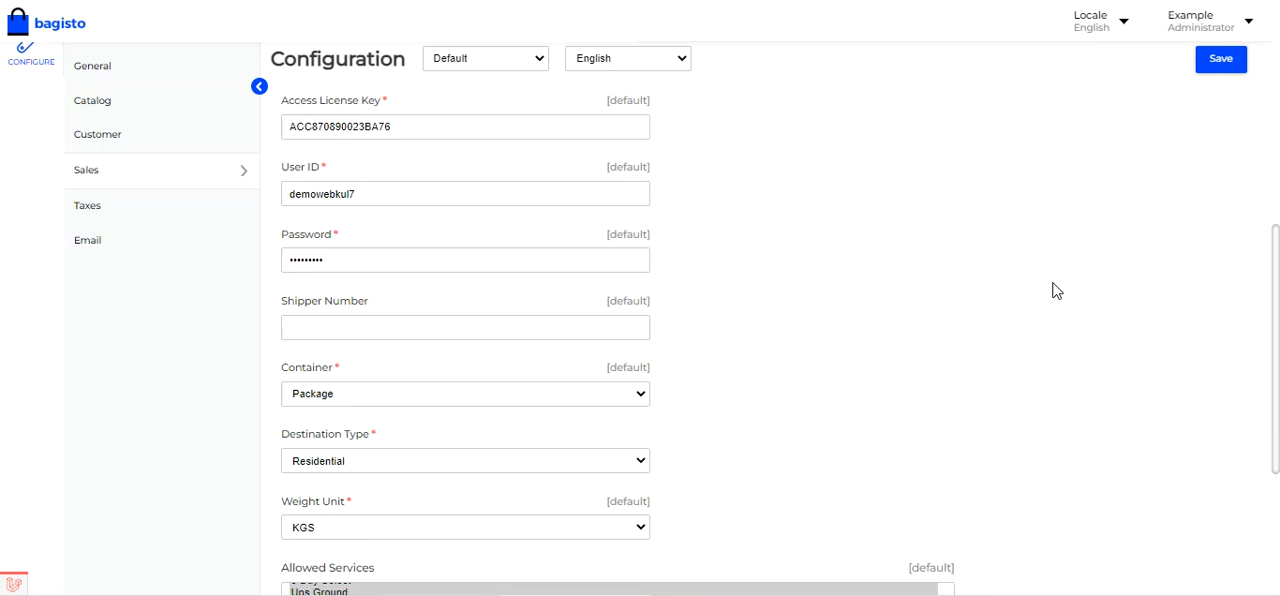 bagisto
Locale
English
Example
Administrator
CONFIGURE
General
Catalog
Customer
Sales
Taxes
Email
Configuration
Default
English
Save
Access License Key* [default]
ACC870890023BA76
User ID* [default]
demowebkul7
Password* [default]
•••••••••
Shipper Number [default]
Container* [default]
Package
Destination Type*
Residential
Weight Unit* [default]
KGS
Allowed Services [default]
Ups Ground